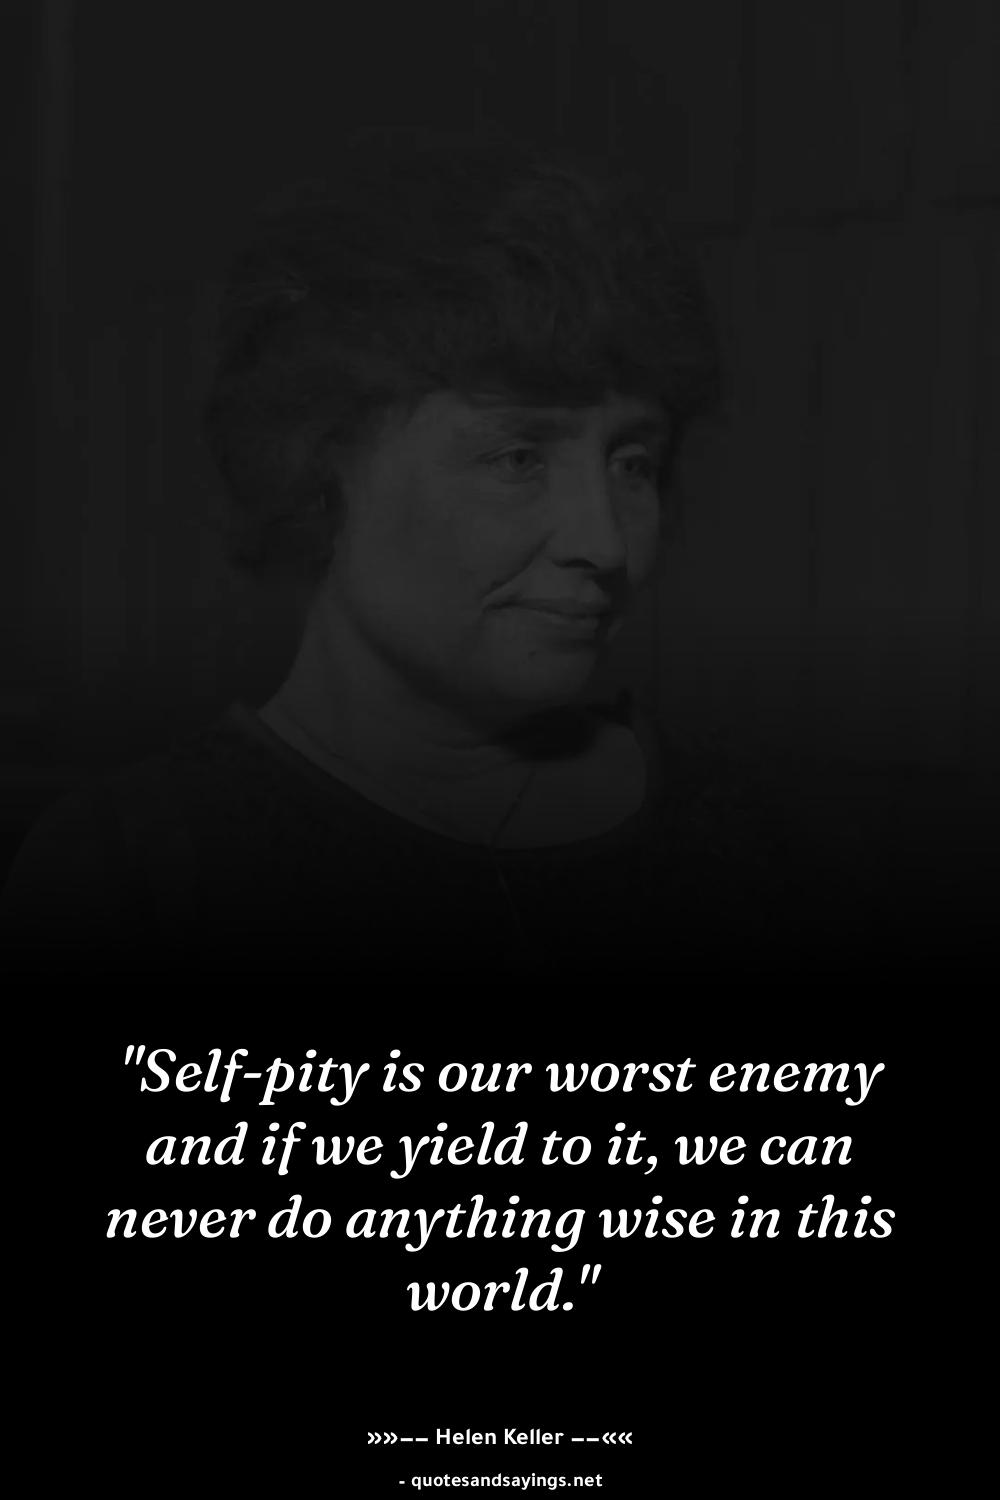 "Self-pity is our worst enemy
and if we yield to it, we can
never do anything wise in this
world."
»»–– Helen Keller ––««
- quotesandsayings.net